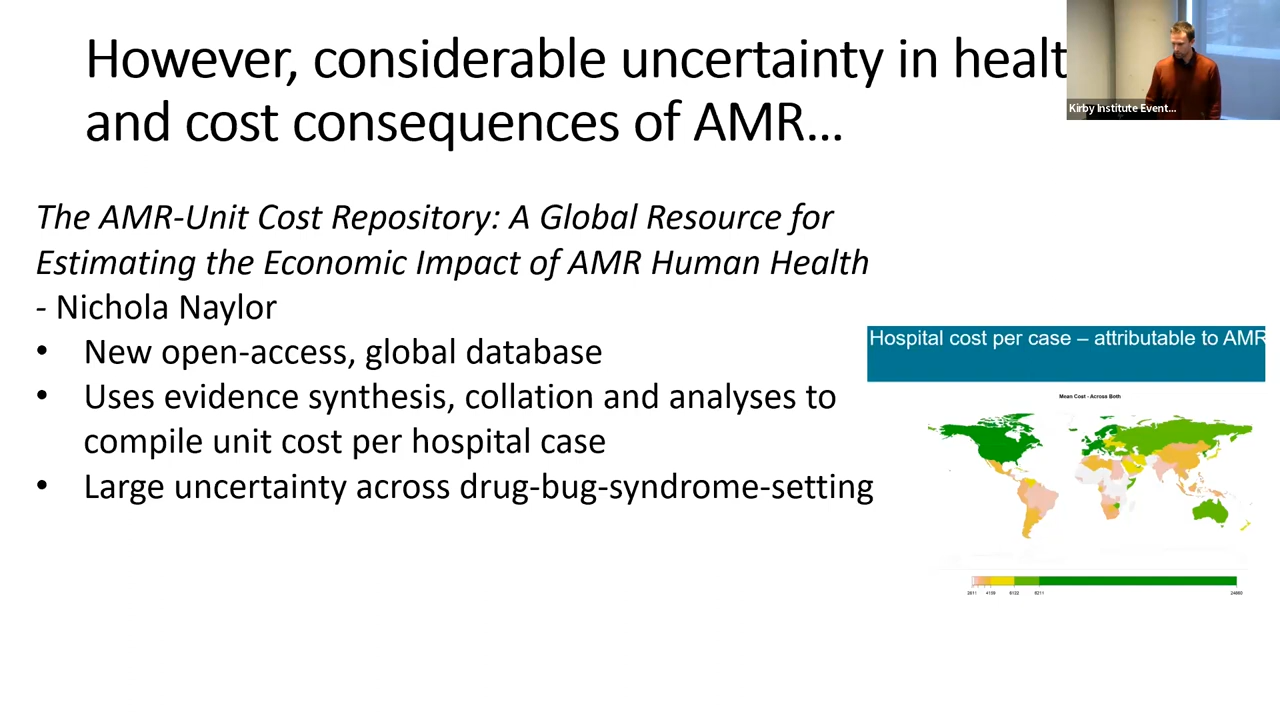 However, considerable uncertainty in healt
and cost consequences of AMR…
Kirby Institute Event...
The AMR-Unit Cost Repository: A Global Resource for
Estimating the Economic Impact of AMR Human Health
- Nichola Naylor
• New open-access, global database
• Uses evidence synthesis, collation and analyses to
compile unit cost per hospital case
• Large uncertainty across drug-bug-syndrome-setting
Hospital cost per case – attributable to AMR
Mean Cost - Across Both